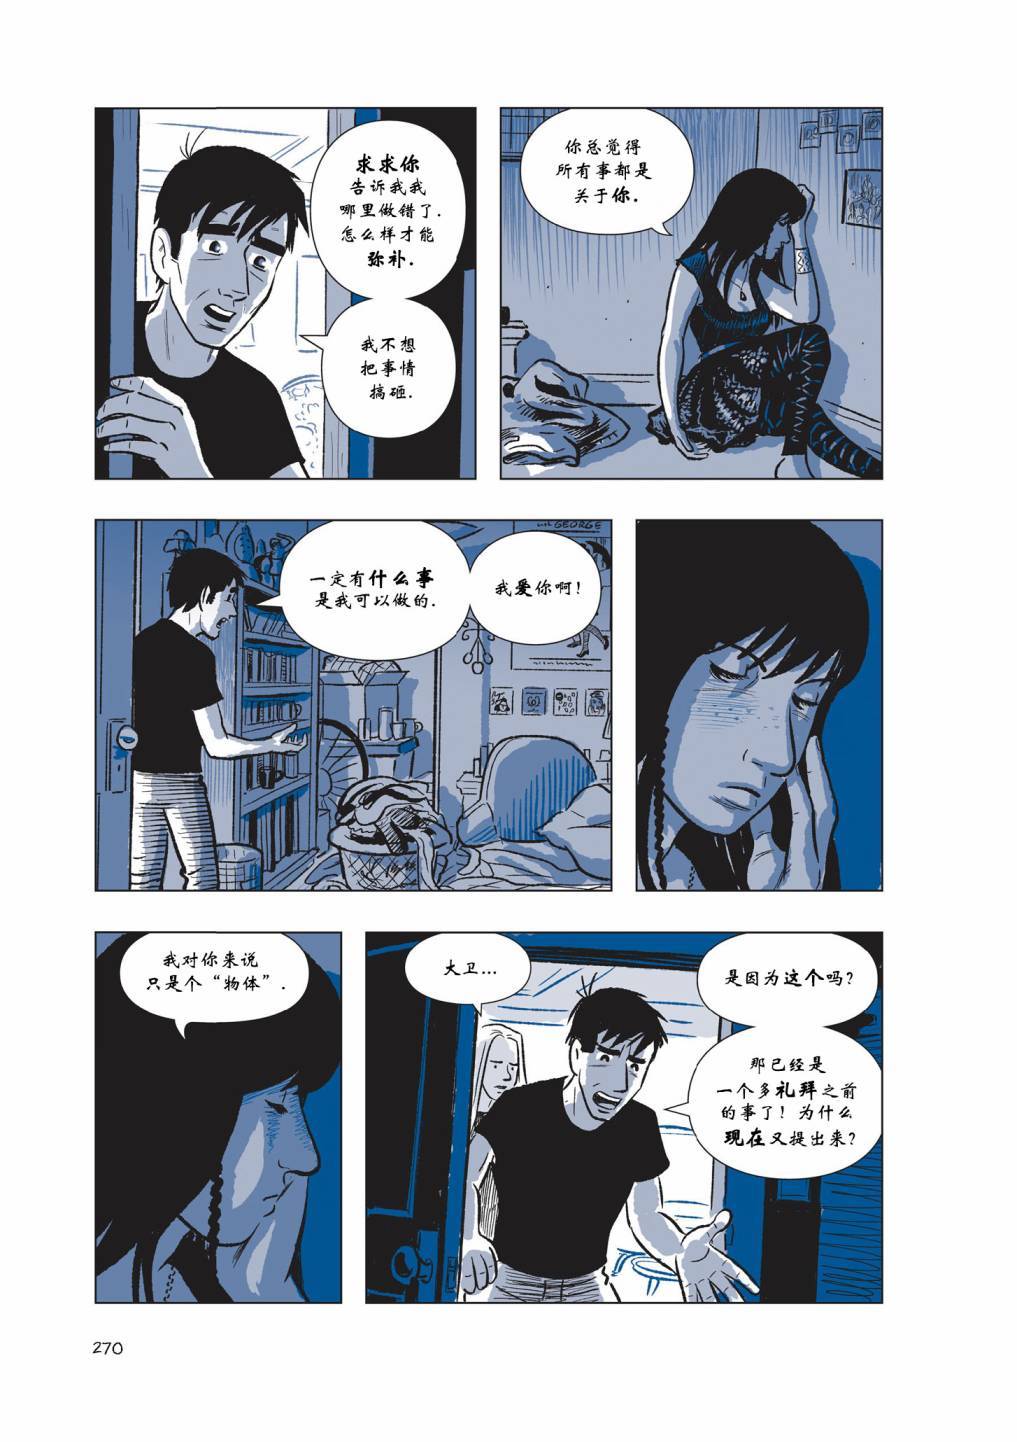 求求你
告诉我我
哪里做错了.
怎么样才能
弥补.
我不想
把事情
搞砸.
你总觉得
所有事都是
关于你.
一定有什么事
是我可以做的.
我爱你啊!
GEORGE
我对你来说
只是个“物体”.
大卫...
是因为这个吗?
那已经是
一个多礼拜之前
的事了! 为什么
现在又提出来?
270